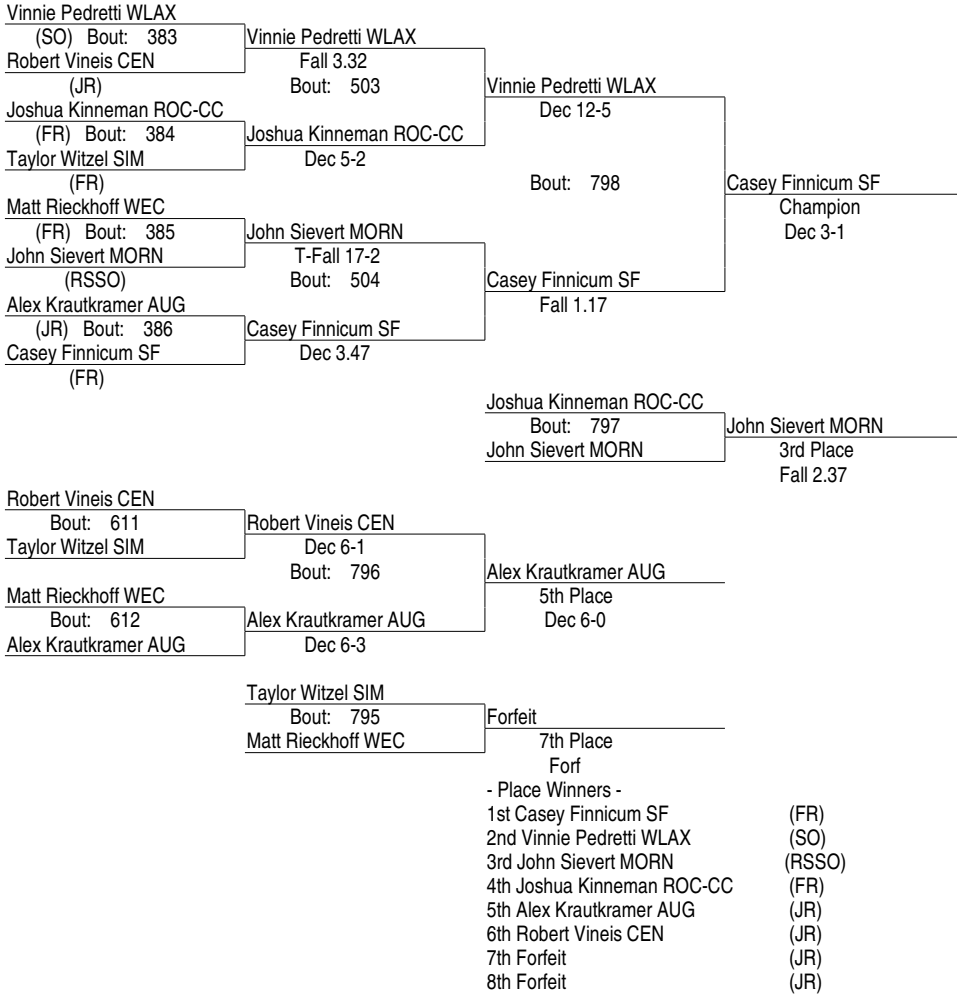 Vinnie Pedretti WLAX
(SO) Bout: 383
Vinnie Pedretti WLAX
Robert Vineis CEN
Fall 3.32
(JR)
Bout: 503
Vinnie Pedretti WLAX
Joshua Kinneman ROC-CC
Dec 12-5
(FR) Bout: 384
Joshua Kinneman ROC-CC
Taylor Witzel SIM
Dec 5-2
(FR)
Bout: 798
Casey Finnicum SF
Matt Rieckhoff WEC
Champion
(FR) Bout: 385
John Sievert MORN
Dec 3-1
John Sievert MORN
T-Fall 17-2
(RSSO)
Bout: 504
Casey Finnicum SF
Alex Krautkramer AUG
Fall 1.17
(JR) Bout: 386
Casey Finnicum SF
Casey Finnicum SF
Dec 3.47
(FR)
Joshua Kinneman ROC-CC
Bout: 797
John Sievert MORN
John Sievert MORN
3rd Place
Fall 2.37
Robert Vineis CEN
Bout: 611
Robert Vineis CEN
Taylor Witzel SIM
Dec 6-1
Bout: 796
Alex Krautkramer AUG
Matt Rieckhoff WEC
5th Place
Bout: 612
Alex Krautkramer AUG
Dec 6-0
Alex Krautkramer AUG
Dec 6-3
Taylor Witzel SIM
Bout: 795
Forfeit
Matt Rieckhoff WEC
7th Place
Forf
- Place Winners -
1st Casey Finnicum SF (FR)
2nd Vinnie Pedretti WLAX (SO)
3rd John Sievert MORN (RSSO)
4th Joshua Kinneman ROC-CC (FR)
5th Alex Krautkramer AUG (JR)
6th Robert Vineis CEN (JR)
7th Forfeit (JR)
8th Forfeit (JR)